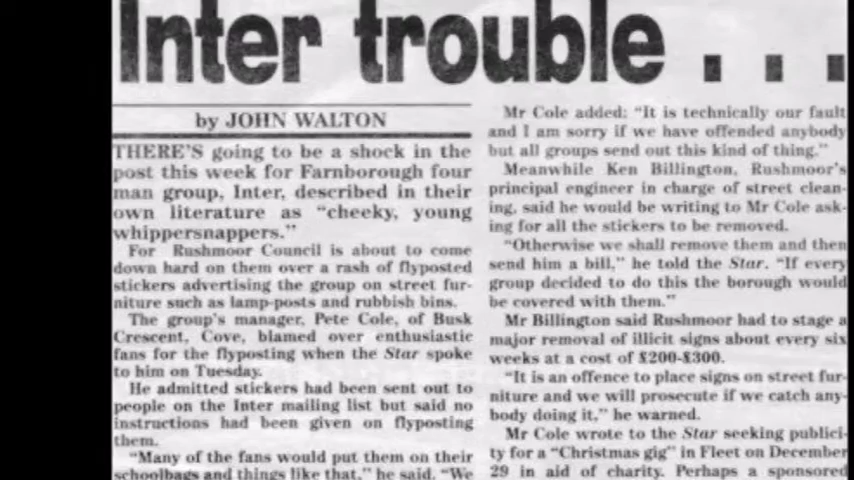 Inter trouble . . .
by JOHN WALTON
THERE'S going to be a shock in the
post this week for Farnborough four
man group, Inter, described in their
own literature as "cheeky, young
whippersnappers."
For Rushmoor Council is about to come
down hard on them over a rash of flyposted
stickers advertising the group on street fur-
niture such as lamp-posts and rubbish bins.
The group's manager, Pete Cole, of Busk
Crescent, Cove, blamed over enthusiastic
fans for the flyposting when the Star spoke
to him on Tuesday.
He admitted stickers had been sent out to
people on the Inter mailing list but said no
instructions had been given on flyposting
them.
"Many of the fans would put them on their
schoolbags and things like that," he said. "We
Mr Cole added: "It is technically our fault
and I am sorry if we have offended anybody
but all groups send out this kind of thing."
Meanwhile Ken Billington, Rushmoor's
principal engineer in charge of street clean-
ing, said he would be writing to Mr Cole ask-
ing for all the stickers to be removed.
"Otherwise we shall remove them and then
send him a bill," he told the Star. "If every
group decided to do this the borough would
be covered with them."
Mr Billington said Rushmoor had to stage a
major removal of illicit signs about every six
weeks at a cost of £200-£300.
"It is an offence to place signs on street fur-
niture and we will prosecute if we catch any-
body doing it," he warned.
Mr Cole wrote to the Star seeking publici-
ty for a "Christmas gig" in Fleet on December
29 in aid of charity. Perhaps a sponsored